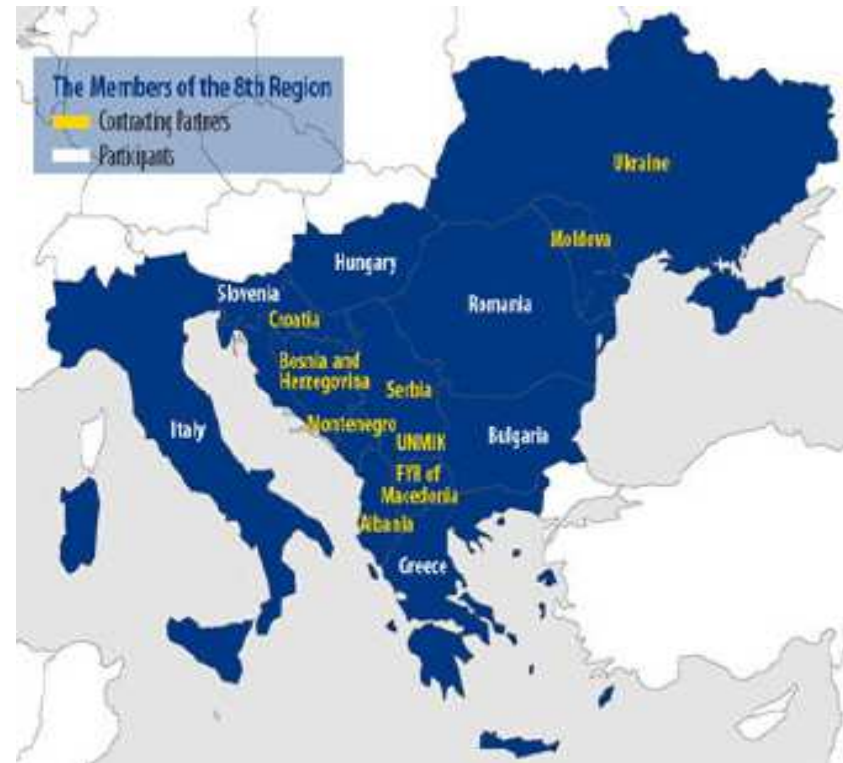 The Members of the 8th Region
Contracting Partners
Participants
Ukraine
Moldova
Hungary
Slovenia
Romania
Croatia
Bosnia and
Hercegovina
Serbia
Montenegro
Italy
UNMIK
Bulgaria
FYR of
Macedonia
Albania
Greece